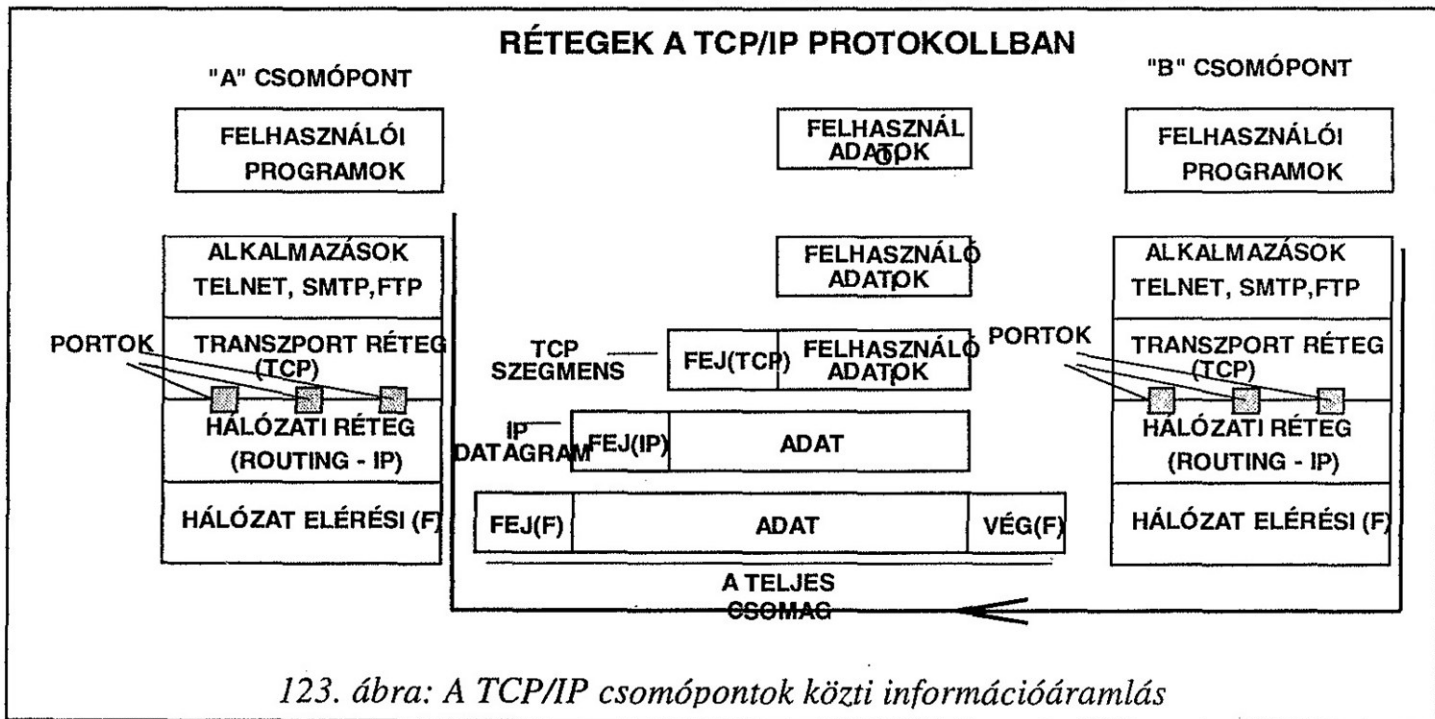 RÉTEGEK A TCP/IP PROTOKOLLBAN
"A" CSOMÓPONT
"B" CSOMÓPONT
FELHASZNÁLÓI
PROGRAMOK
FELHASZNÁL
ÓI
ADATOK
FELHASZNÁLÓI
PROGRAMOK
ALKALMAZÁSOK
TELNET, SMTP,FTP
FELHASZNÁLÓ
I
ADATOK
ALKALMAZÁSOK
TELNET, SMTP,FTP
PORTOK
TRANSZPORT RÉTEG
(TCP)
TCP
SZEGMENS
FEJ(TCP)
FELHASZNÁLÓ
I
ADATOK
PORTOK
TRANSZPORT RÉTEG
(TCP)
HÁLÓZATI RÉTEG
(ROUTING - IP)
IP
DATAGRAM
FEJ(IP)
ADAT
HÁLÓZATI RÉTEG
(ROUTING - IP)
HÁLÓZAT ELÉRÉSI (F)
FEJ(F)
ADAT
VÉG(F)
HÁLÓZAT ELÉRÉSI (F)
A TELJES
CSOMAG
123. ábra: A TCP/IP csomópontok közti információáramlás